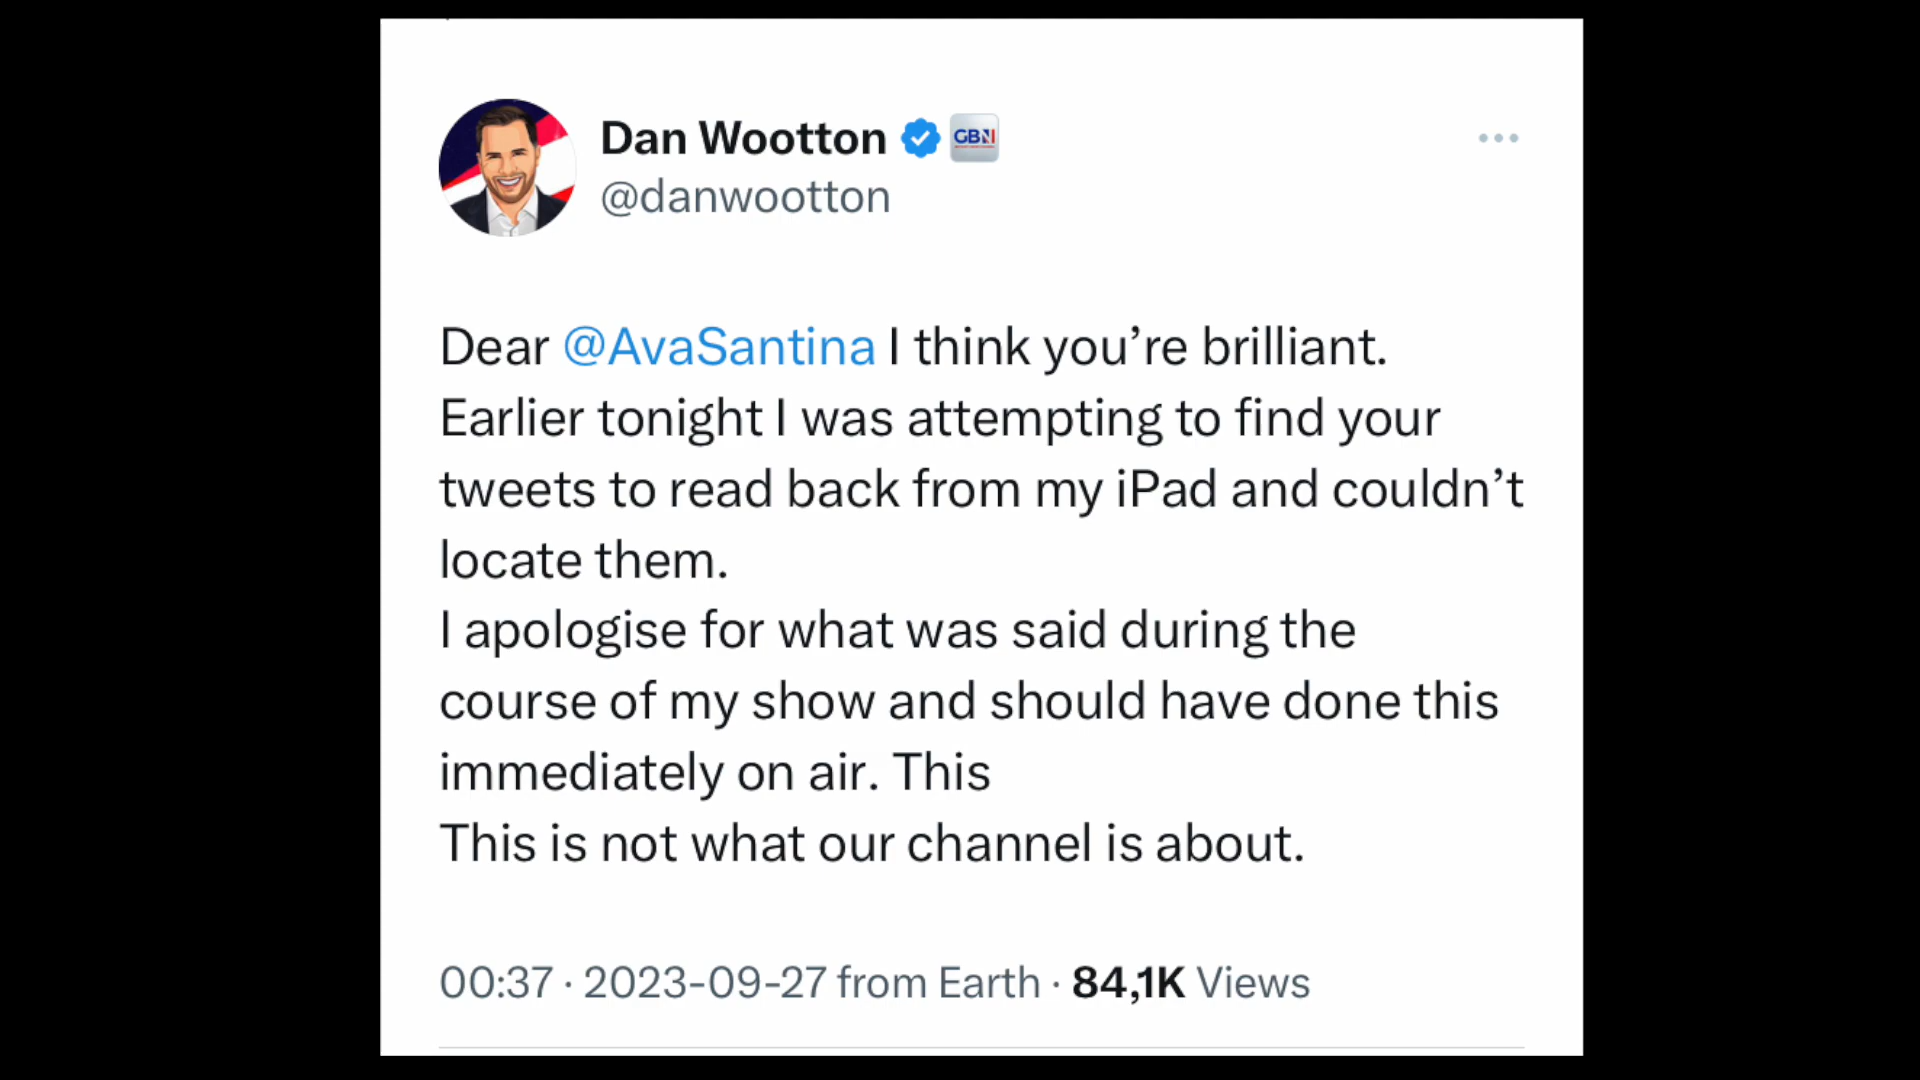 Dan Wootton GBN
@danwootton
Dear @AvaSantina I think you’re brilliant.
Earlier tonight I was attempting to find your
tweets to read back from my iPad and couldn’t
locate them.
I apologise for what was said during the
course of my show and should have done this
immediately on air. This
This is not what our channel is about.
00:37 · 2023-09-27 from Earth · 84,1K Views